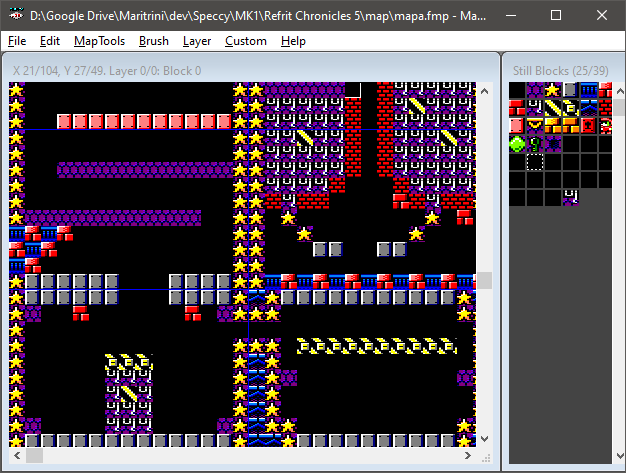 D:\Google Drive\Maritrini\dev\Speccy\MK1\Refrit Chronicles 5\map\mapa.fmp - Ma...
File Edit MapTools Brush Layer Custom Help
X 21/104, Y 27/49. Layer 0/0: Block 0
Still Blocks (25/39)